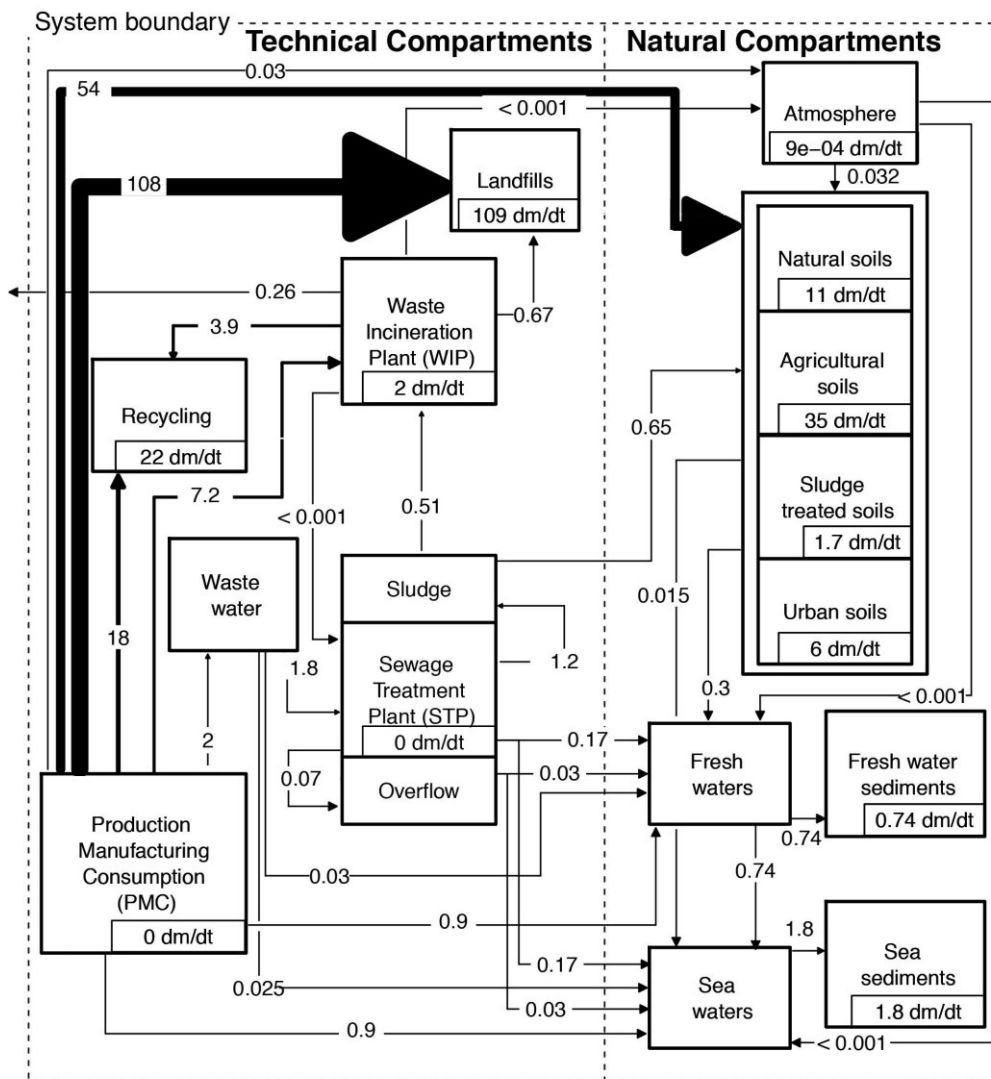 System boundary
Technical Compartments
Natural Compartments
0.03
54
< 0.001
Atmosphere
9e−04 dm/dt
0.032
108
Landfills
109 dm/dt
Natural soils
11 dm/dt
0.26
Waste
Incineration
Plant (WIP)
2 dm/dt
0.67
3.9
Agricultural
soils
35 dm/dt
Recycling
22 dm/dt
0.65
7.2
< 0.001
0.51
Sludge
treated soils
1.7 dm/dt
Waste
water
Sludge
0.015
Urban soils
6 dm/dt
18
1.8
1.2
Sewage
Treatment
Plant (STP)
0 dm/dt
0.3
< 0.001
2
0.07
0.17
0.03
Overflow
Fresh
waters
Fresh water
sediments
0.74 dm/dt
0.74
Production
Manufacturing
Consumption
(PMC)
0 dm/dt
0.03
0.74
0.9
1.8
Sea
sediments
1.8 dm/dt
0.17
0.025
Sea
waters
0.03
0.9
< 0.001